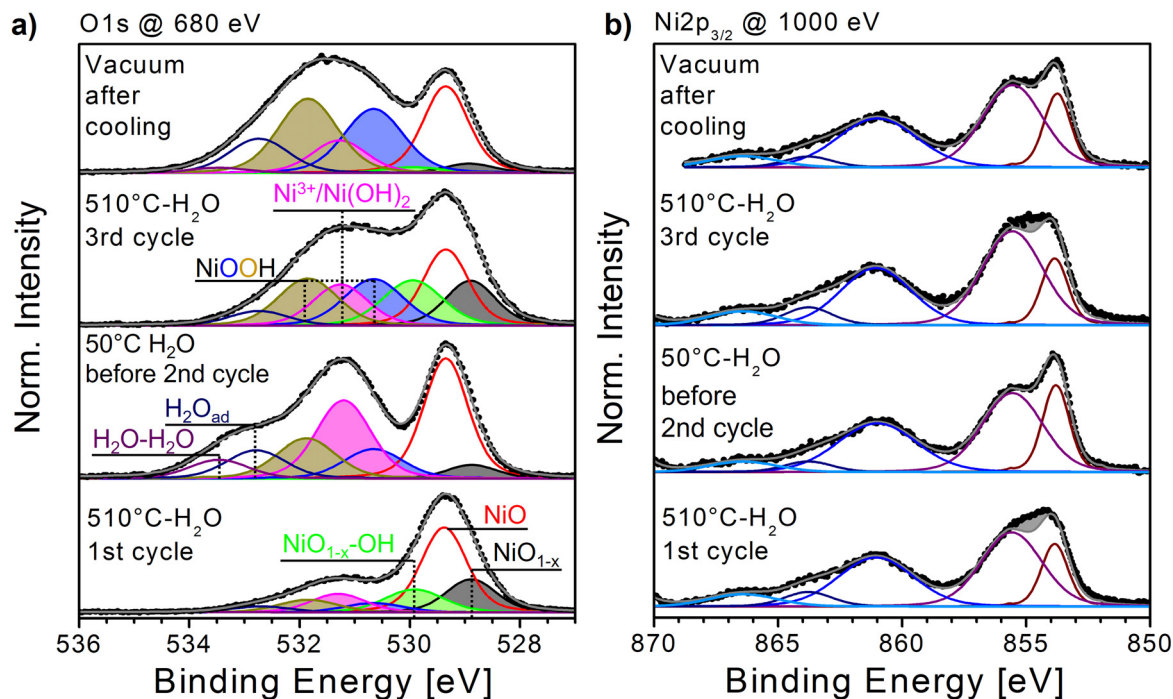 a) O1s @ 680 eV
Vacuum
after
cooling
Ni³⁺/Ni(OH)₂
510°C-H₂O
3rd cycle
NiOOH
50°C H₂O
before 2nd cycle
H₂O_ad
H₂O-H₂O
510°C-H₂O
1st cycle
NiO
NiO₁₋ₓ-OH
NiO₁₋ₓ
Norm. Intensity
536 534 532 530 528
Binding Energy [eV]
b) Ni2p₃/₂ @ 1000 eV
Vacuum
after
cooling
510°C-H₂O
3rd cycle
50°C-H₂O
before
2nd cycle
510°C-H₂O
1st cycle
Norm. Intensity
870 865 860 855 850
Binding Energy [eV]